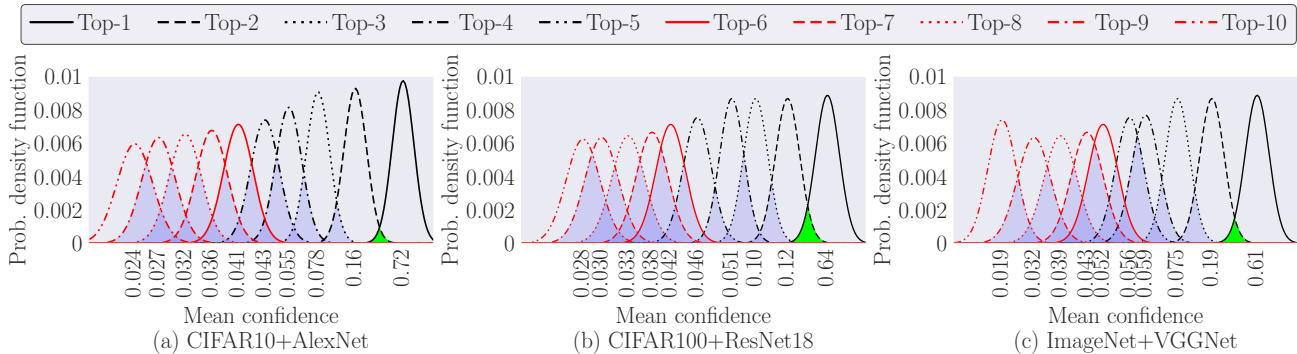 Top-1 Top-2 Top-3 Top-4 Top-5 Top-6 Top-7 Top-8 Top-9 Top-10
Prob. density function
0.01
0.008
0.006
0.004
0.002
0
0.024 0.027 0.032 0.036 0.041 0.043 0.055 0.078 0.16 0.72
Mean confidence
(a) CIFAR10+AlexNet
Prob. density function
0.01
0.008
0.006
0.004
0.002
0
0.028 0.030 0.033 0.038 0.042 0.046 0.051 0.10 0.12 0.64
Mean confidence
(b) CIFAR100+ResNet18
Prob. density function
0.01
0.008
0.006
0.004
0.002
0
0.019 0.032 0.039 0.043 0.052 0.056 0.059 0.075 0.19 0.61
Mean confidence
(c) ImageNet+VGGNet